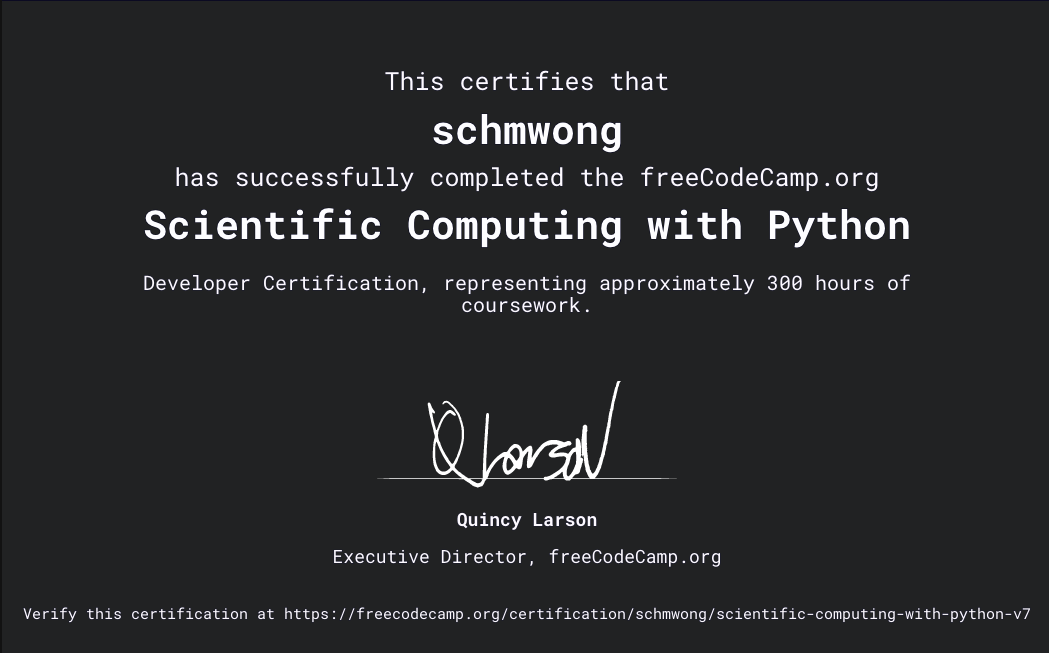 This certifies that
schmwong
has successfully completed the freeCodeCamp.org
Scientific Computing with Python
Developer Certification, representing approximately 300 hours of
coursework.
Q Larson
Quincy Larson
Executive Director, freeCodeCamp.org
Verify this certification at https://freecodecamp.org/certification/schmwong/scientific-computing-with-python-v7